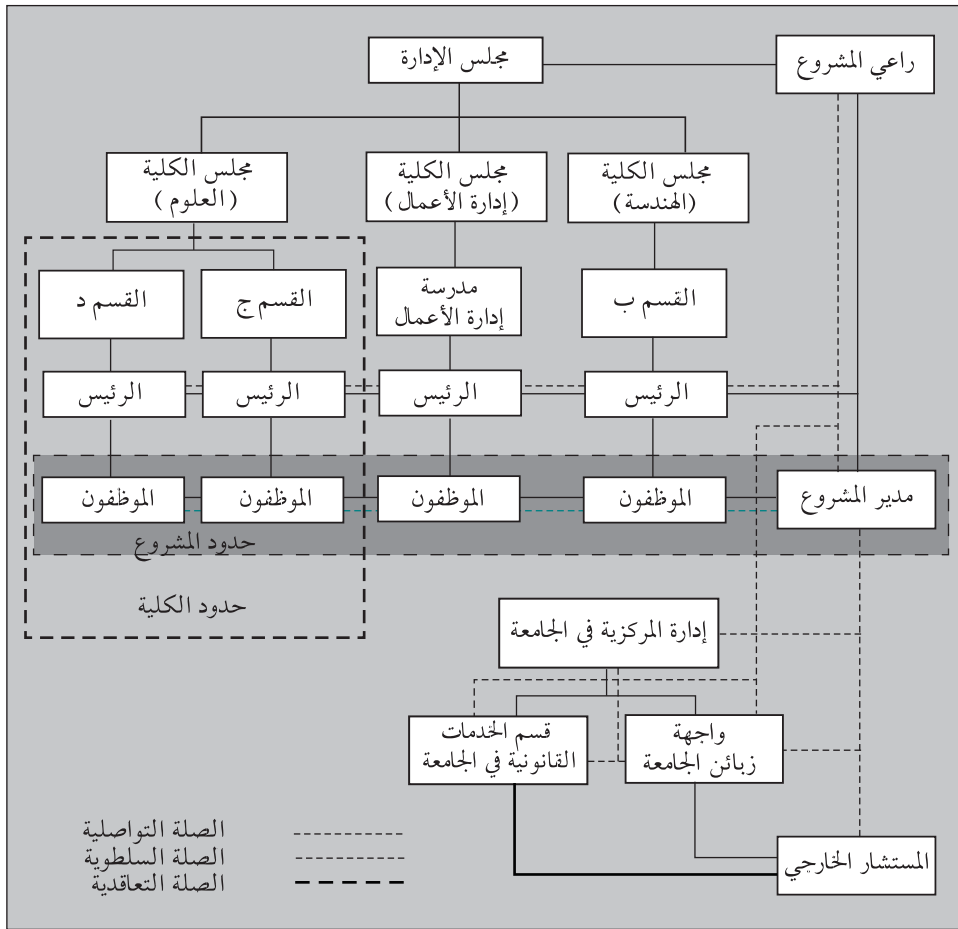 مجلس الإدارة
راعي المشروع
مجلس الكلية
(الهندسة)
مجلس الكلية
(إدارة الأعمال)
مجلس الكلية
(العلوم)
القسم ب
مدرسة
إدارة الأعمال
القسم ج
القسم د
الرئيس
الرئيس
الرئيس
الرئيس
مدير المشروع
الموظفون
الموظفون
الموظفون
الموظفون
حدود المشروع
حدود الكلية
إدارة المركزية في الجامعة
واجهة
زبائن الجامعة
قسم الخدمات
القانونية في الجامعة
المستشار الخارجي
الصلة التواصلية
الصلة السلطوية
الصلة التعاقدية